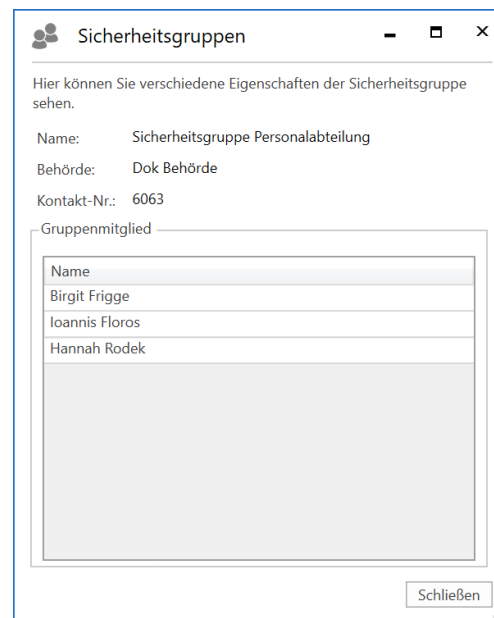 Sicherheitsgruppen
Hier können Sie verschiedene Eigenschaften der Sicherheitsgruppe
sehen.
Name: Sicherheitsgruppe Personalabteilung
Behörde: Dok Behörde
Kontakt-Nr.: 6063
Gruppenmitglied
Name
Birgit Frigge
Ioannis Floros
Hannah Rodek
Schließen